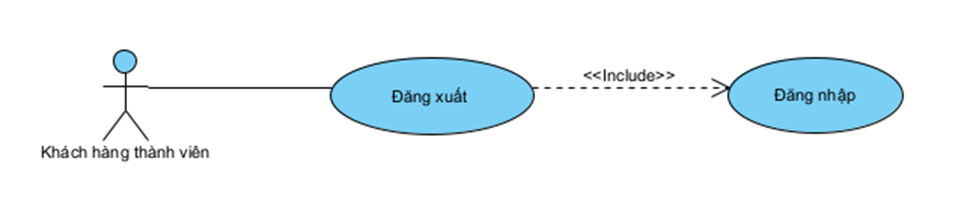 <<Include>>
Đăng xuất
Đăng nhập
Khách hàng thành viên